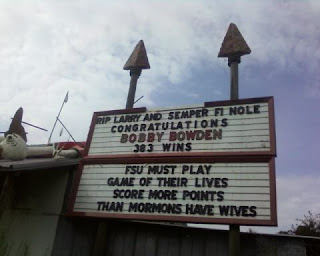 RIP LARRY AND SEMPER FI NOLE
CONGRATULATIONS
BOBBY BOWDEN
383 WINS
FSU MUST PLAY
GAME OF THEIR LIVES
SCORE MORE POINTS
THAN MORMONS HAVE WIVES